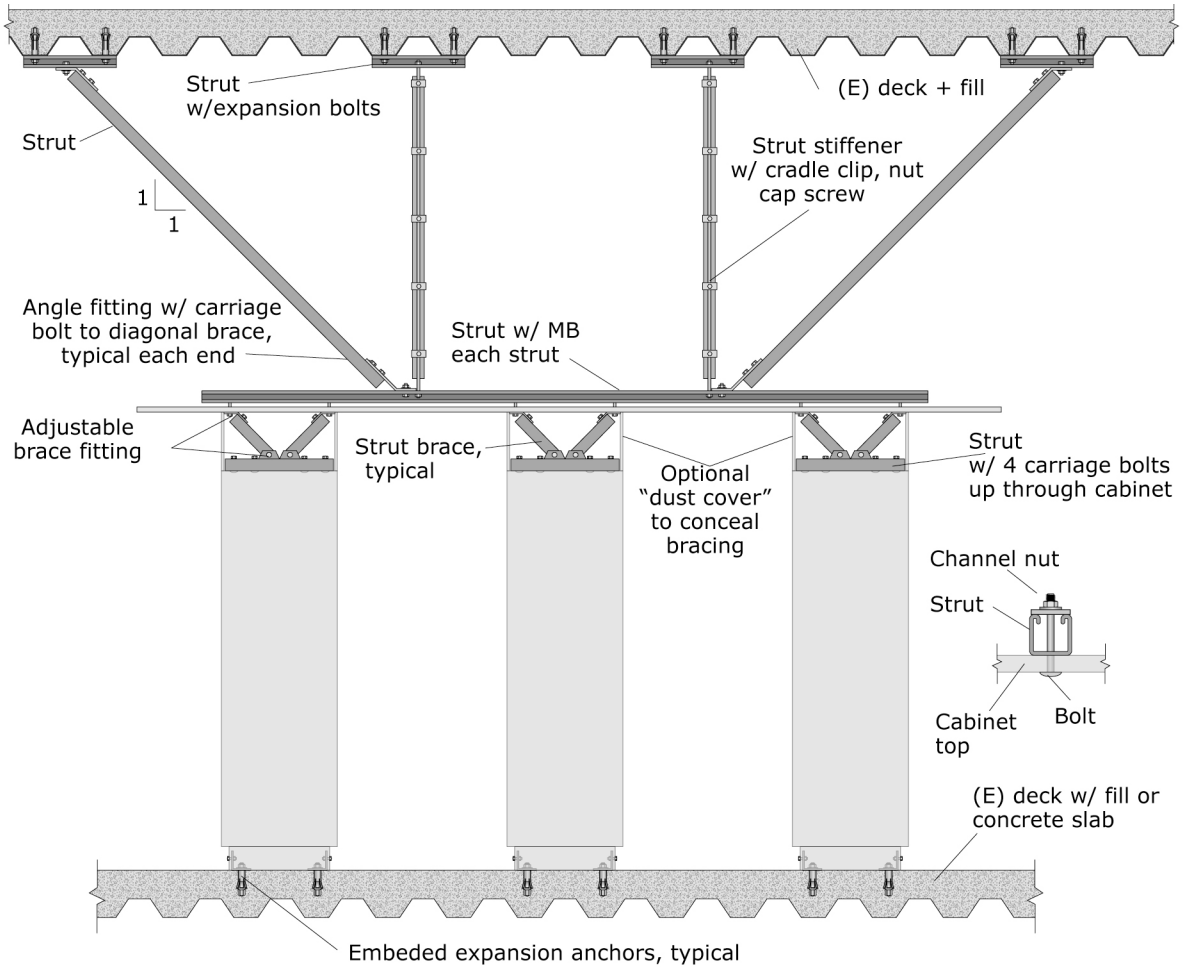 Strut
w/expansion bolts
(E) deck + fill
Strut
Strut stiffener
w/ cradle clip, nut
cap screw
1
1
Angle fitting w/ carriage
bolt to diagonal brace,
typical each end
Strut w/ MB
each strut
Adjustable
brace fitting
Strut brace,
typical
Optional
“dust cover”
to conceal
bracing
Strut
w/ 4 carriage bolts
up through cabinet
Channel nut
Strut
Cabinet
top
Bolt
(E) deck w/ fill or
concrete slab
Embeded expansion anchors, typical